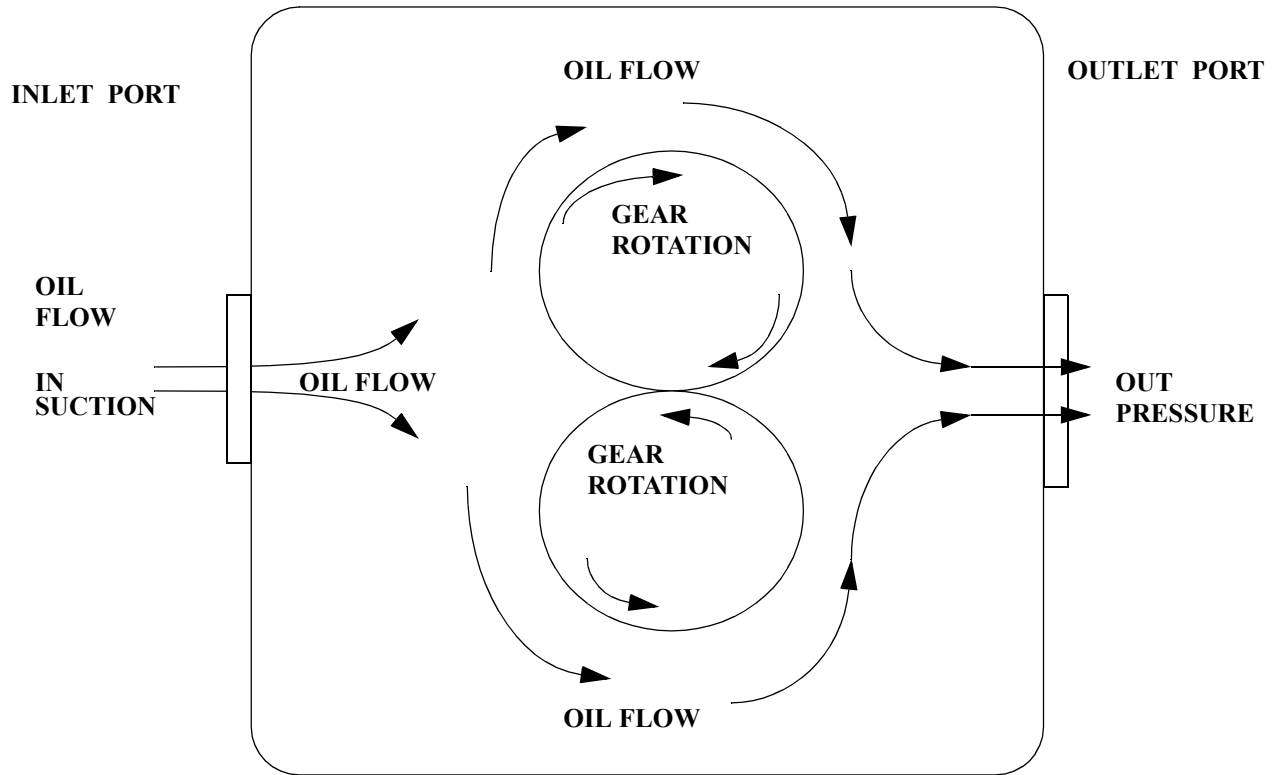 OIL FLOW
OUTLET PORT
INLET PORT
GEAR
ROTATION
OIL
FLOW
IN
SUCTION
OIL FLOW
OUT
PRESSURE
GEAR
ROTATION
OIL FLOW